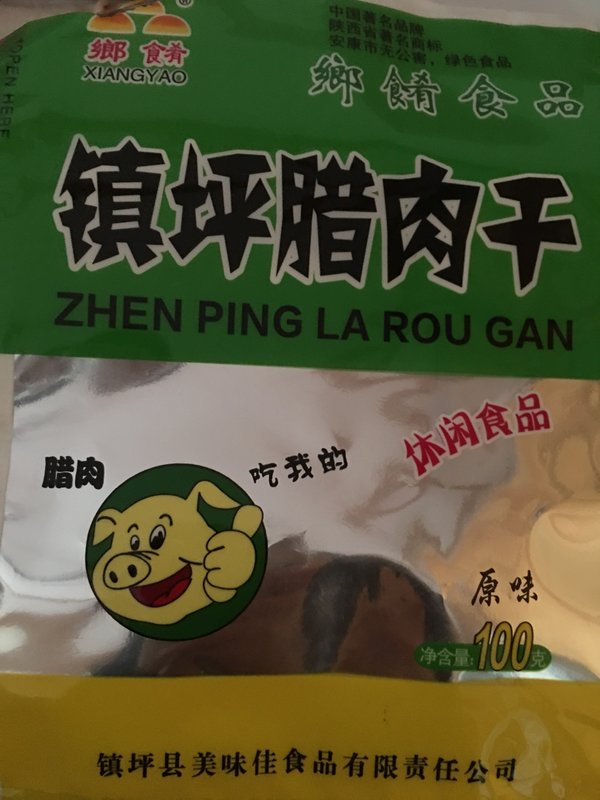 ®
鄉餚
XIANGYAO
中国著名品牌
陕西省著名商标
安康市无公害，绿色食品
鄉餚食品
OPEN HERE
镇坪腊肉干
ZHEN PING LA ROU GAN
休闲食品
腊肉
吃我的
原味
净含量:100克
镇坪县美味佳食品有限责任公司